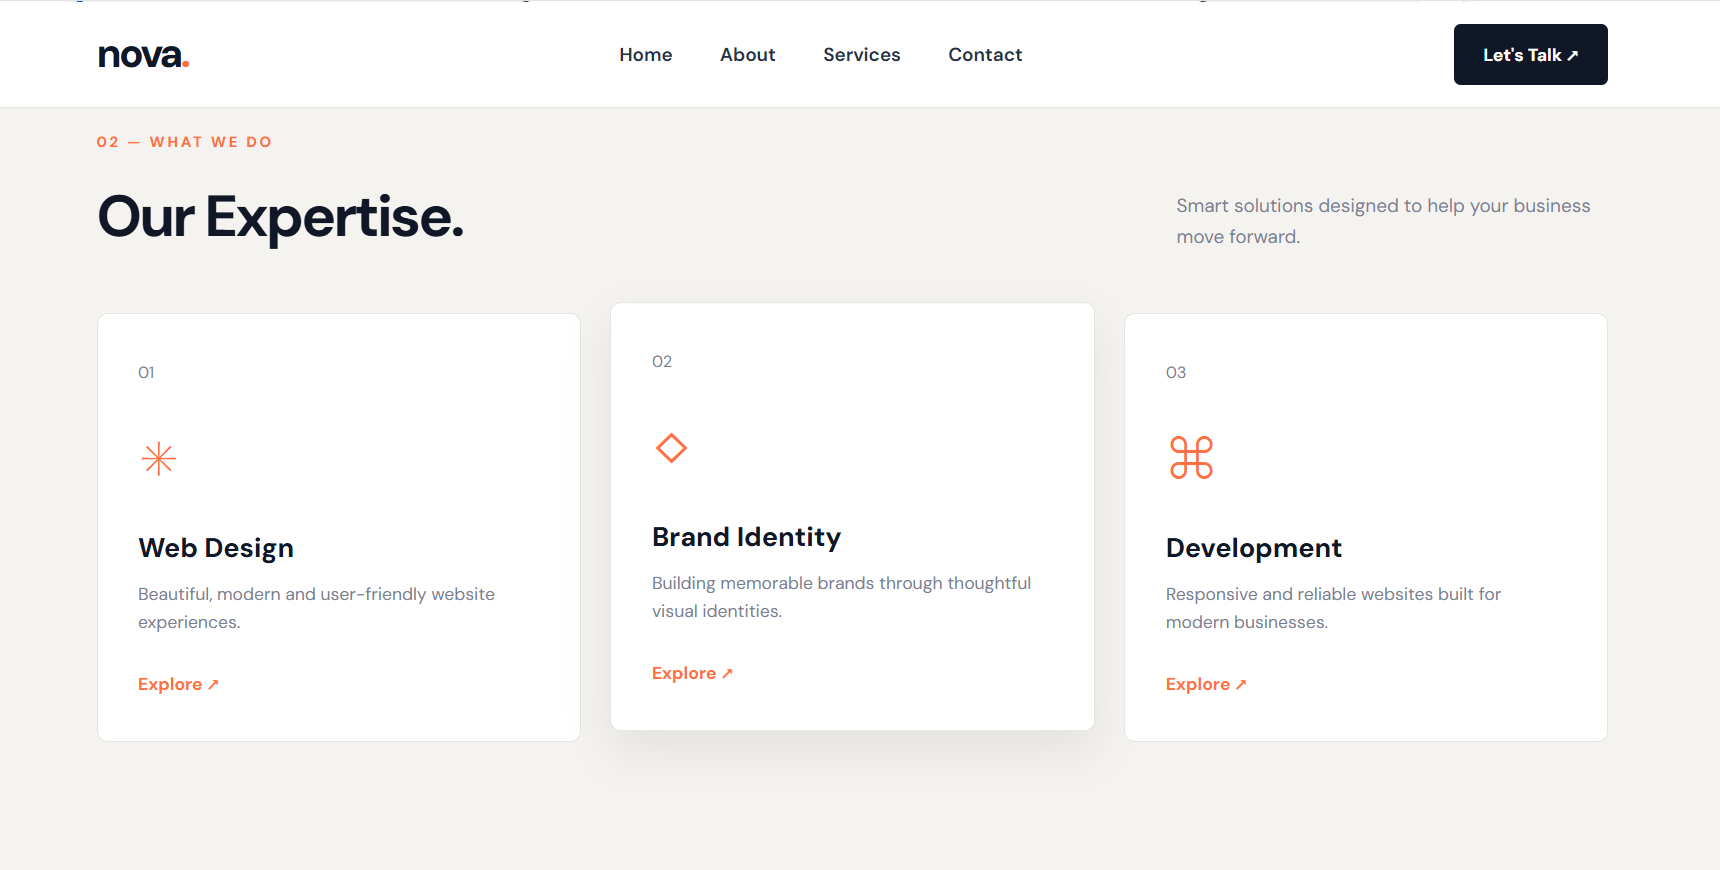 nova.
Home
About
Services
Contact
Let's Talk ↗
02 — WHAT WE DO
Our Expertise.
Smart solutions designed to help your business
move forward.
01
Web Design
Beautiful, modern and user-friendly website
experiences.
Explore ↗
02
Brand Identity
Building memorable brands through thoughtful
visual identities.
Explore ↗
03
Development
Responsive and reliable websites built for
modern businesses.
Explore ↗